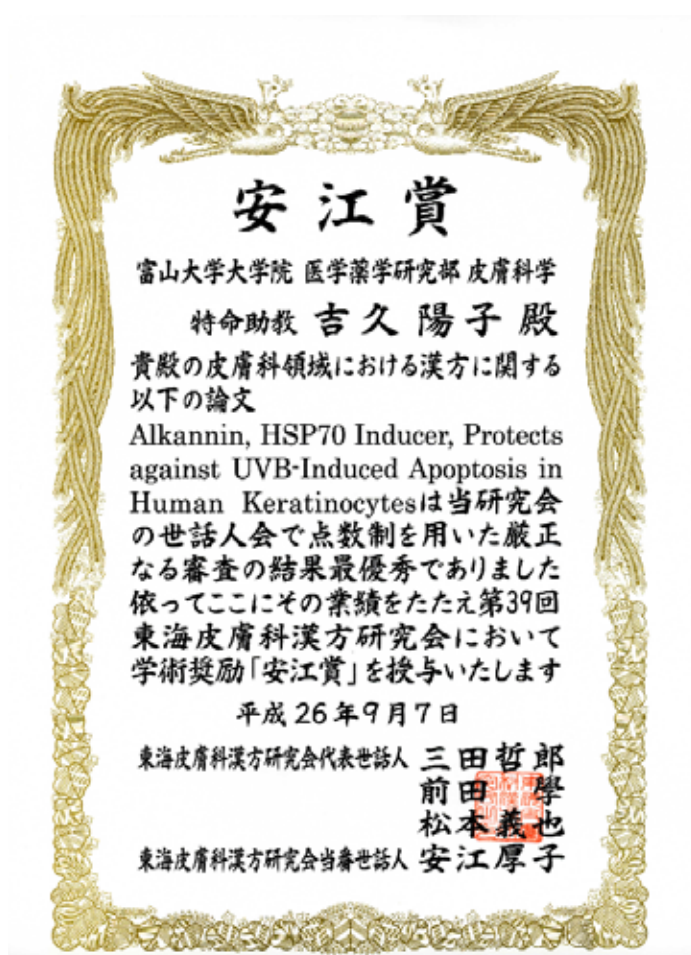 安江賞
富山大学大学院 医学薬学研究部 皮膚科学
特命助教 吉久陽子 殿
貴殿の皮膚科領域における漢方に関する
以下の論文
Alkannin, HSP70 Inducer, Protects
against UVB-Induced Apoptosis in
Human Keratinocytesは当研究会
の世話人会で点数制を用いた厳正
なる審査の結果最優秀でありました
依ってここにその業績をたたえ第39回
東海皮膚科漢方研究会において
学術奨励「安江賞」を授与いたします
平成26年9月7日
東海皮膚科漢方研究会代表世話人 三田哲郎
前田 學
松本義也
東海皮膚科漢方研究会当番世話人 安江厚子